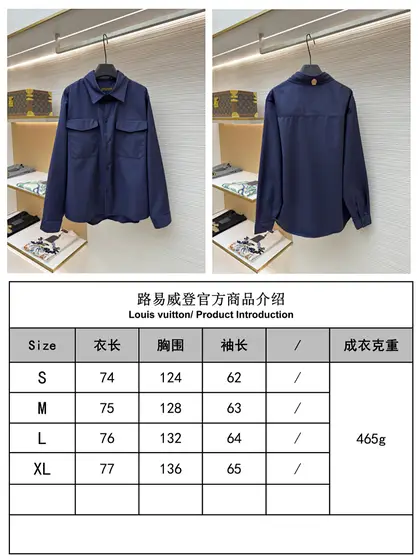 路易威登官方商品介绍
Louis vuitton/ Product Introduction
Size 衣长 胸围 袖长 / 成衣克重
S 74 124 62 /
M 75 128 63 /
L 76 132 64 /
XL 77 136 65 /
465g